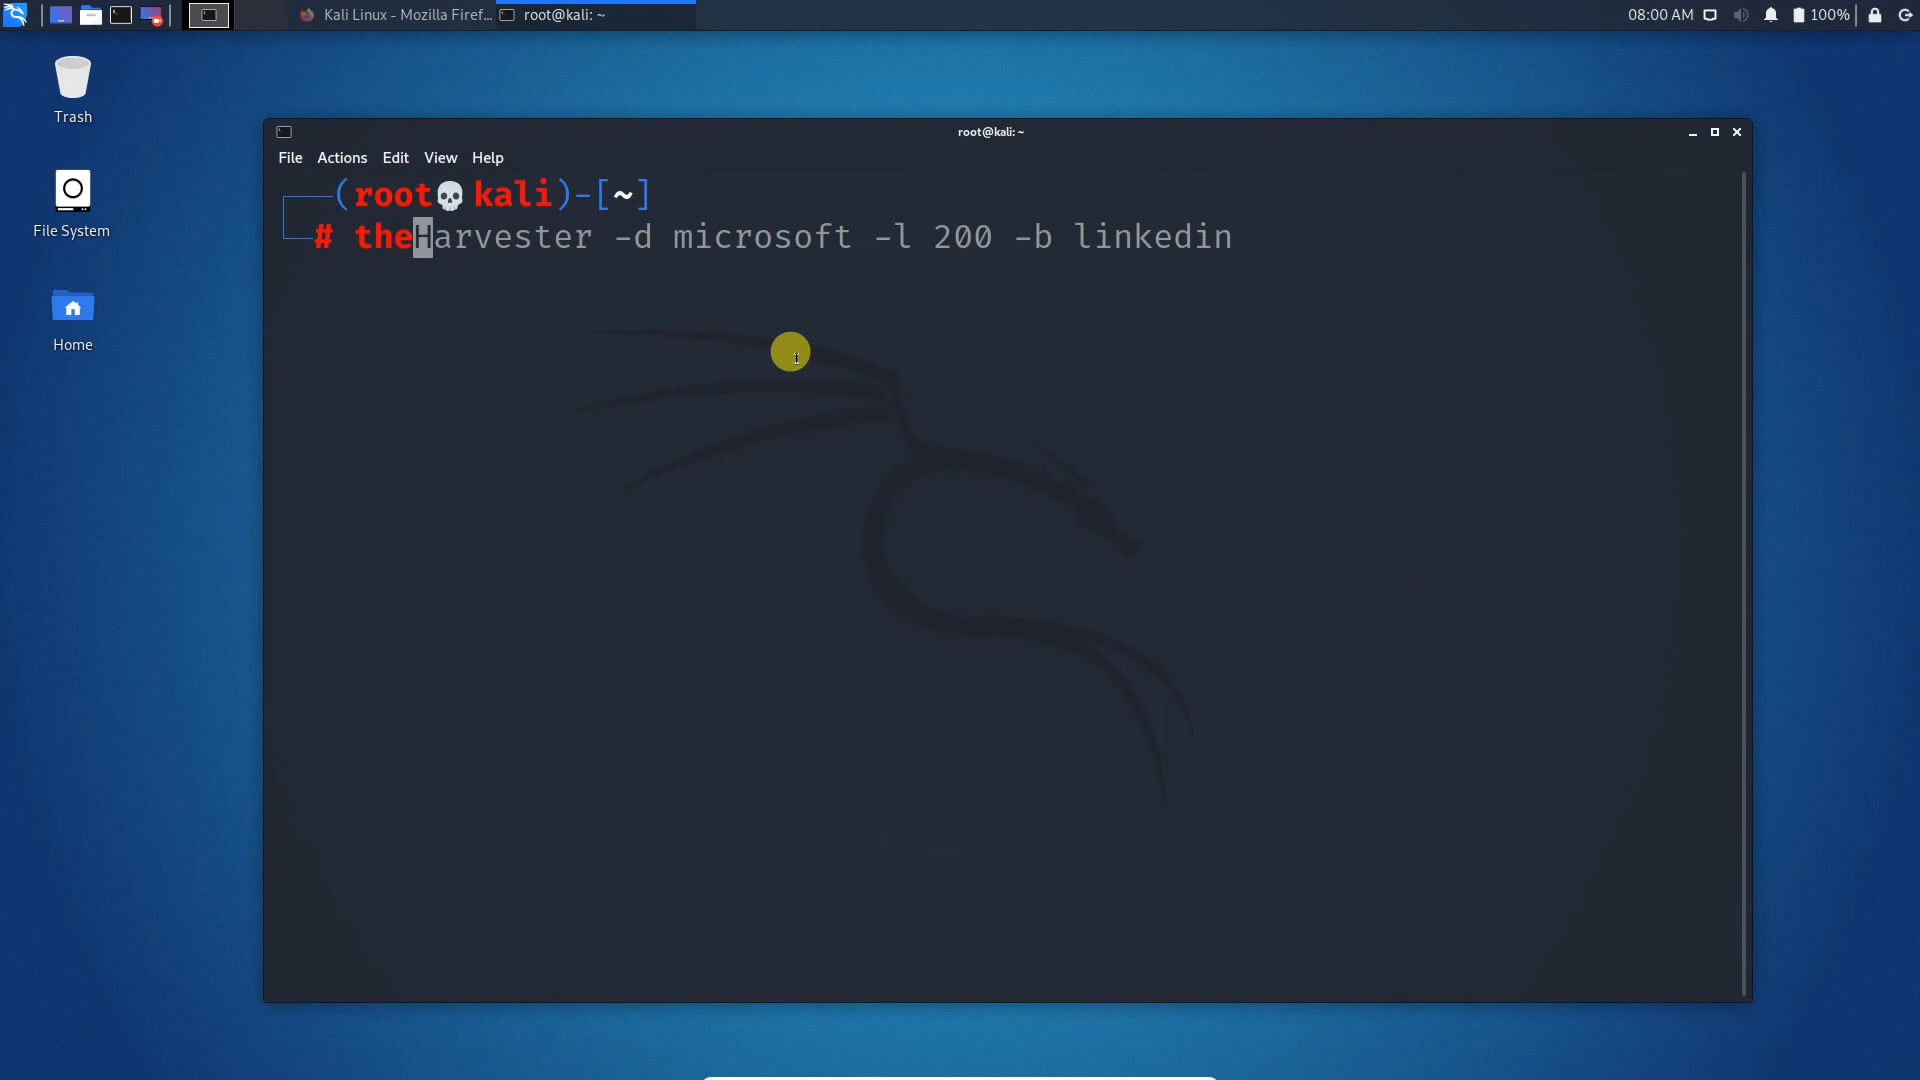 Kali Linux - Mozilla Firef...
root@kali: ~
08:00 AM
100%
Trash
File System
Home
root@kali: ~
File Actions Edit View Help
(root💀kali)-[~]
# theHarvester -d microsoft -l 200 -b linkedin